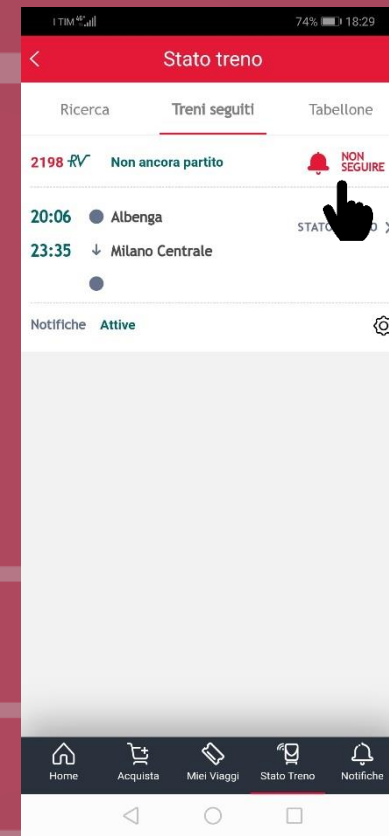 I TIM 4G 74% 18:29
Stato treno
Ricerca Treni seguiti Tabellone
2198 RV Non ancora partito NON SEGUIRE
20:06 Albenga STATO
23:35 Milano Centrale
Notifiche Attive
Home Acquista Miei Viaggi Stato Treno Notifiche